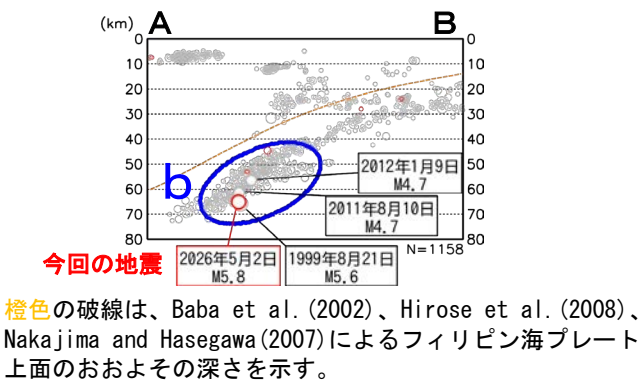 (km) A B
0 0
10 10
20 20
30 30
40 40
50 50
60 60
70 70
80 80
b
2012年1月9日
M4.7
2011年8月10日
M4.7
N=1158
今回の地震
2026年5月2日
M5.8
1999年8月21日
M5.6
橙色の破線は、Baba et al.(2002)、Hirose et al.(2008)、
Nakajima and Hasegawa(2007)によるフィリピン海プレート
上面のおおよその深さを示す。